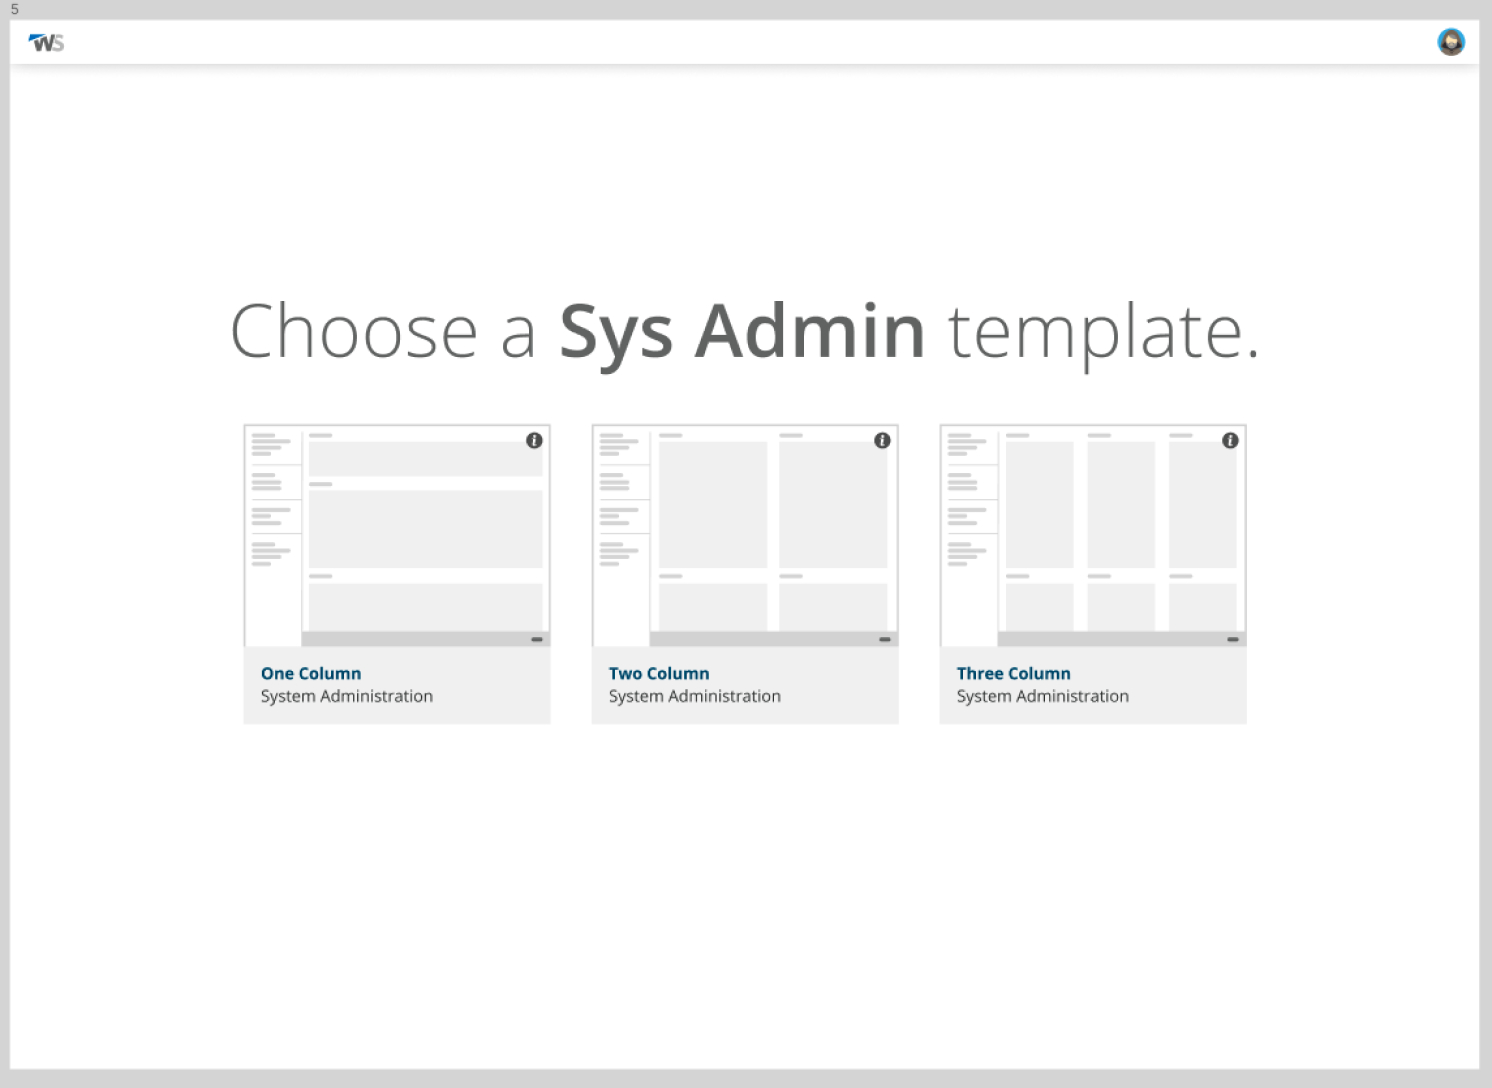 5
WS
Choose a Sys Admin template.
i
i
i
One Column
System Administration
Two Column
System Administration
Three Column
System Administration